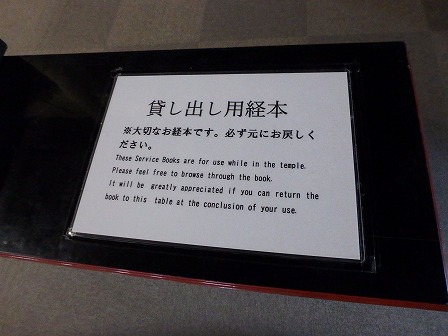 貸し出し用経本
※大切なお経本です。必ず元にお戻しく
ださい。
These Service Books are for use while in the temple.
Please feel free to browse through the book.
It will be greatly appreciated if you can return the
book to this table at the conclusion of your use.